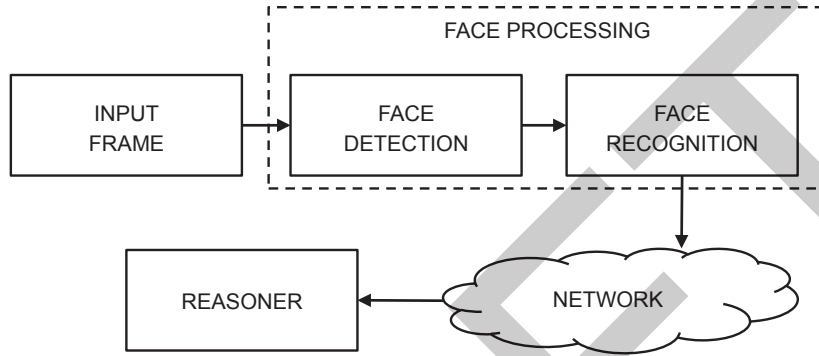 FACE PROCESSING
INPUT
FRAME
FACE
DETECTION
FACE
RECOGNITION
REASONER
NETWORK